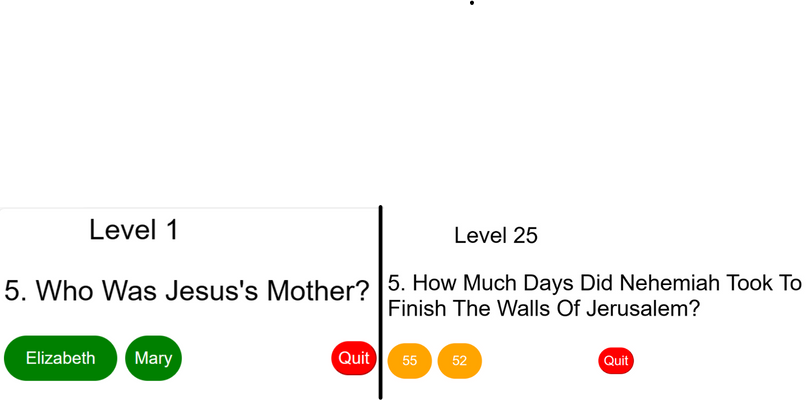 Level 1
5. Who Was Jesus's Mother?
Elizabeth
Mary
Quit
Level 25
5. How Much Days Did Nehemiah Took To
Finish The Walls Of Jerusalem?
55
52
Quit